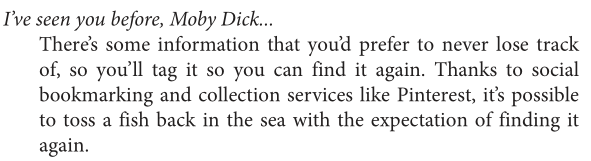 I've seen you before, Moby Dick...
There's some information that you'd prefer to never lose track
of, so you'll tag it so you can find it again. Thanks to social
bookmarking and collection services like Pinterest, it's possible
to toss a fish back in the sea with the expectation of finding it
again.